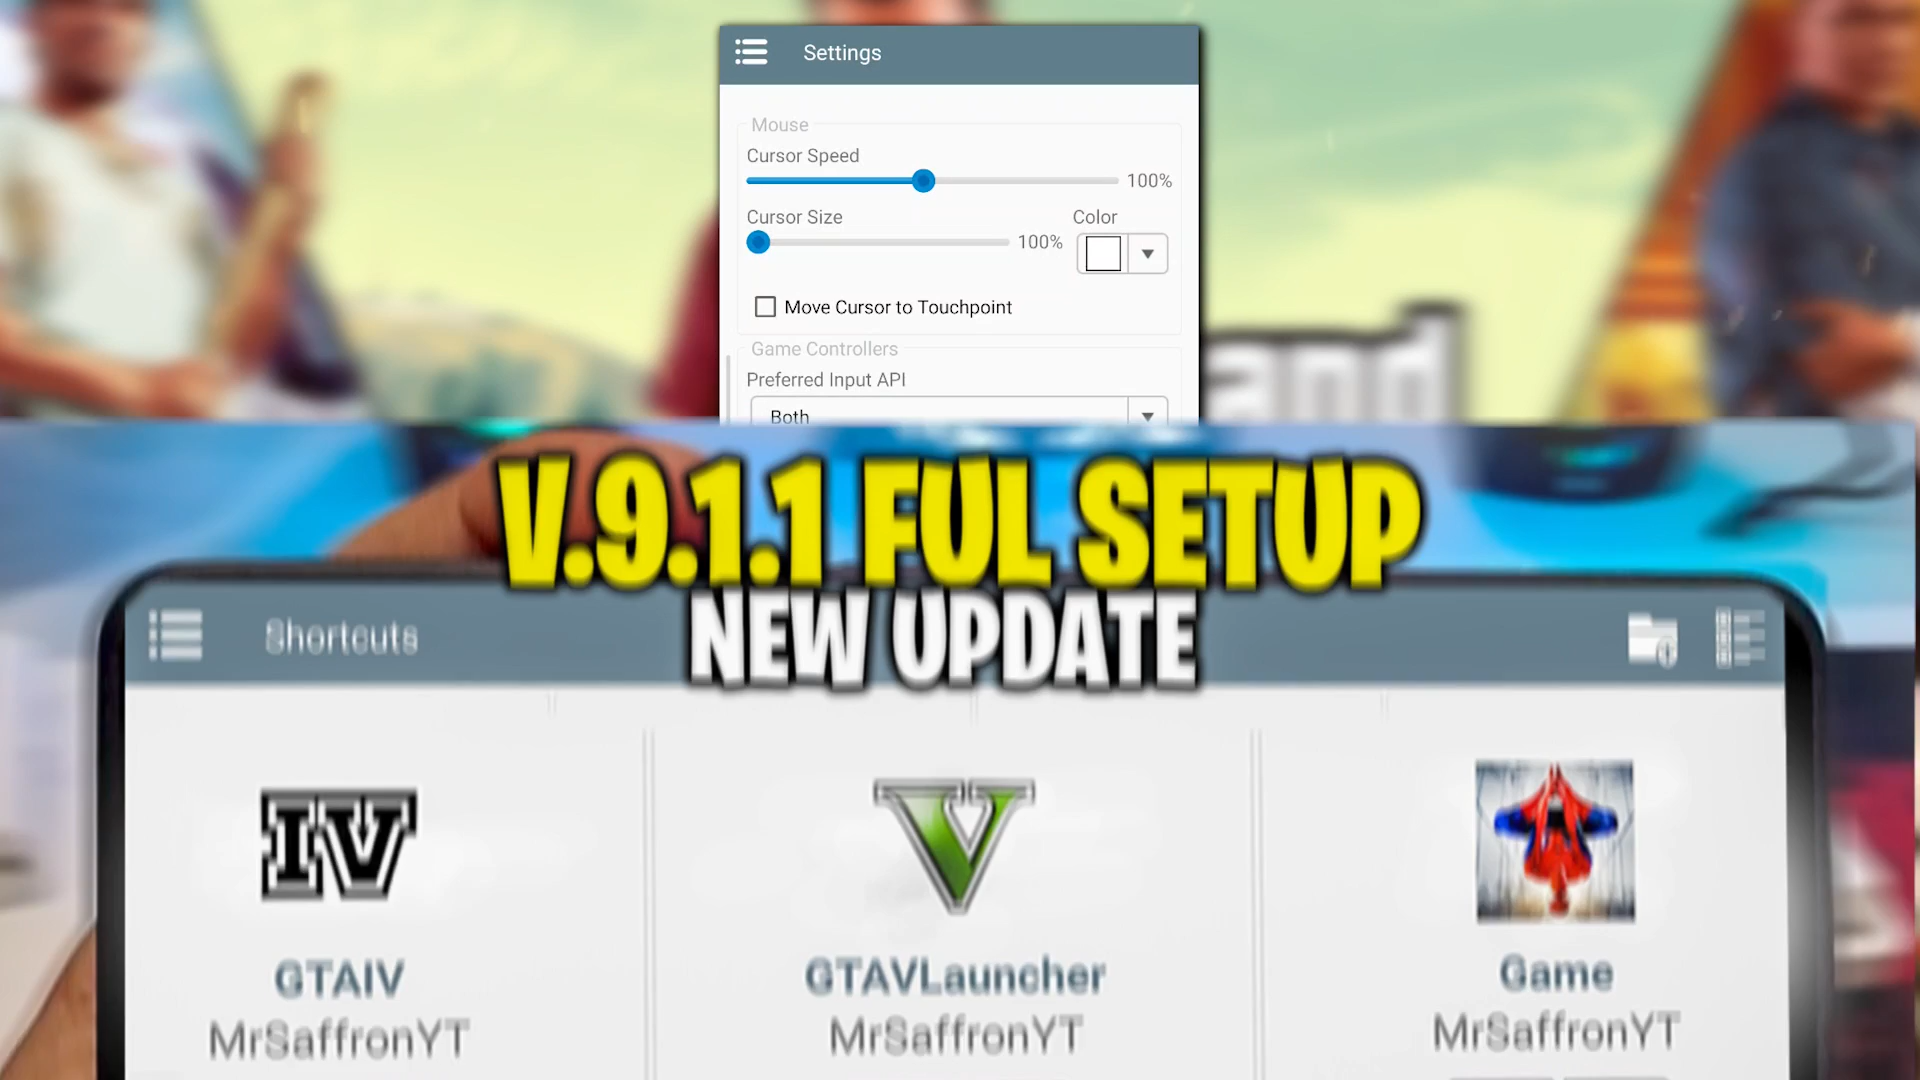 Settings
Mouse
Cursor Speed
100%
Cursor Size
Color
100%
Move Cursor to Touchpoint
Game Controllers
Preferred Input API
Both
and
V.9.1.1 FUL SETUP
NEW UPDATE
Shortcuts
IV
V
GTAIV
GTAVLauncher
Game
MrSaffronYT
MrSaffronYT
MrSaffronYT